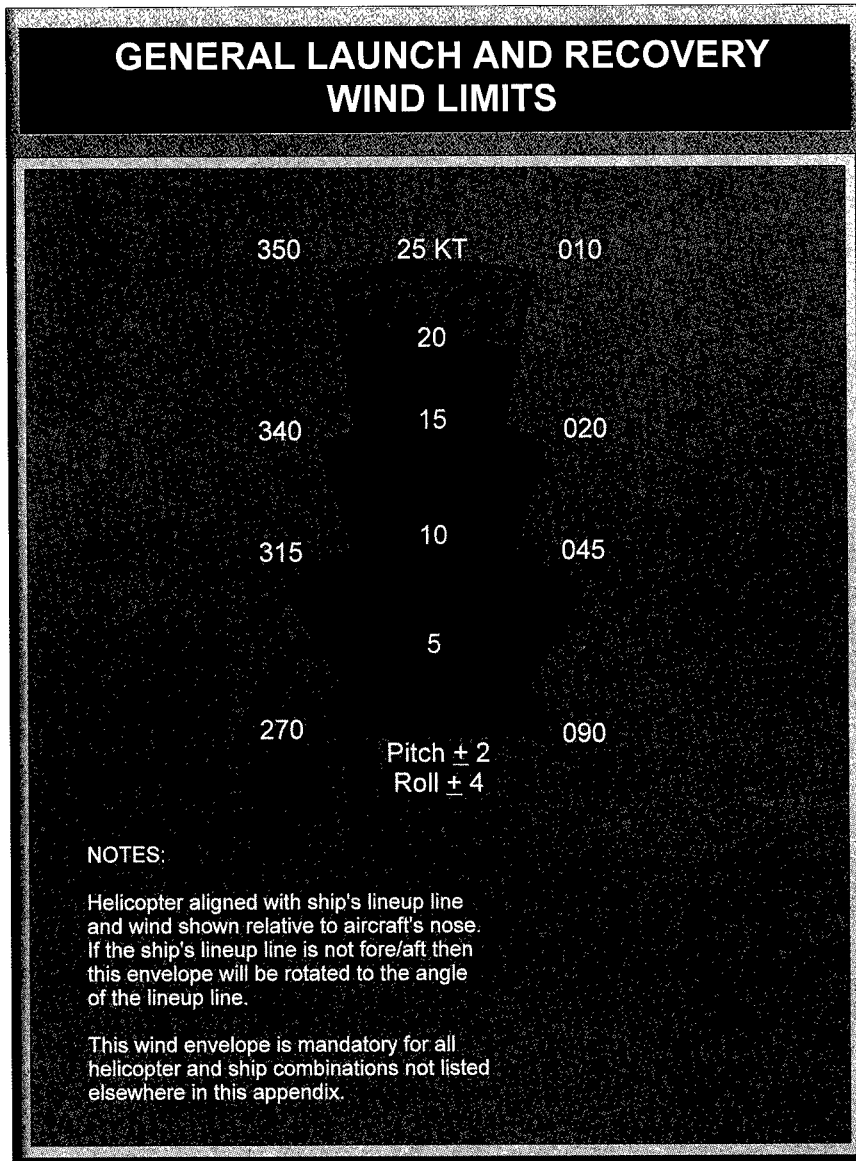 GENERAL LAUNCH AND RECOVERY
WIND LIMITS
350 25 KT 010
20
340 15 020
315 10 045
5
270 090
Pitch ± 2
Roll ± 4
NOTES:
Helicopter aligned with ship's lineup line
and wind shown relative to aircraft's nose.
If the ship's lineup line is not fore/aft then
this envelope will be rotated to the angle
of the lineup line.
This wind envelope is mandatory for all
helicopter and ship combinations not listed
elsewhere in this appendix.